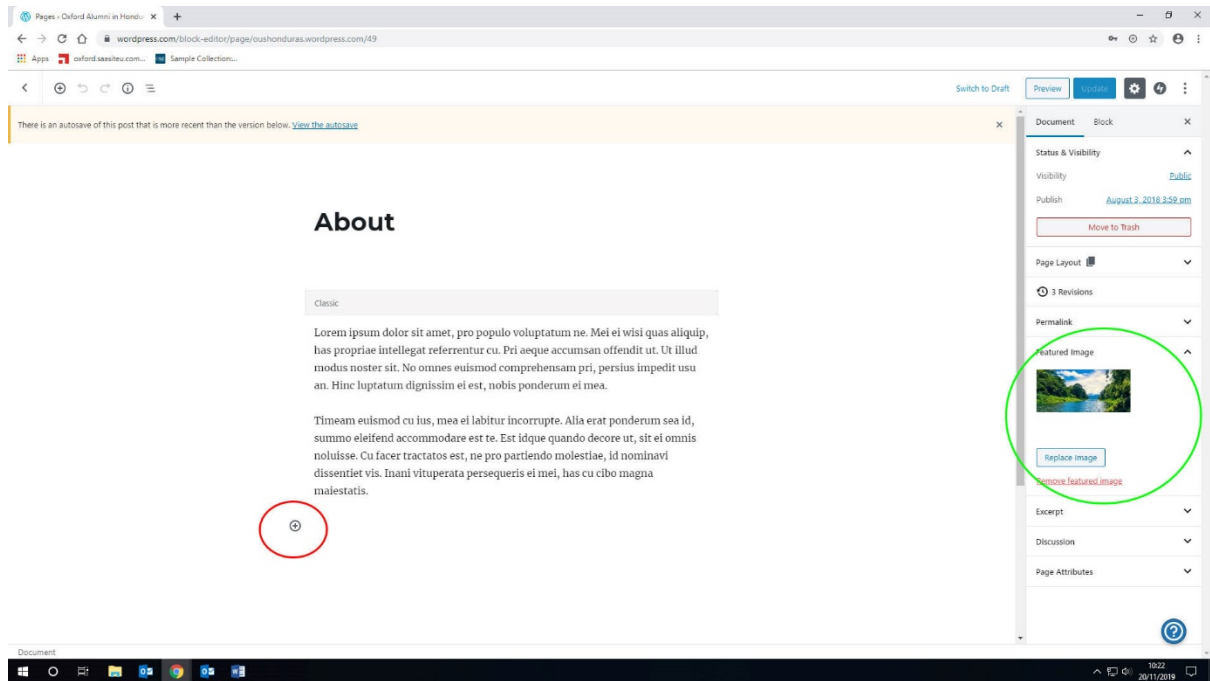 Pages ‹ Oxford Alumni in Hondu
wordpress.com/block-editor/page/oushonduras.wordpress.com/49
Apps
oxford.saasiteu.com...
Sample Collection...
Switch to Draft
Preview
Update
There is an autosave of this post that is more recent than the version below. View the autosave
Document
Block
Status & Visibility
Visibility
Public
Publish
August 3, 2018 3:59 pm
Move to Trash
Page Layout
3 Revisions
Permalink
Featured Image
Replace Image
Remove featured image
Excerpt
Discussion
Page Attributes
About
Classic
Lorem ipsum dolor sit amet, pro populo voluptatum ne. Mei ei wisi quas aliquip,
has propriae intellegat referrentur cu. Pri aeque accumsan offendit ut. Ut illud
modus noster sit. No omnes euismod comprehensam pri, persius impedit usu
an. Hinc luptatum dignissim ei est, nobis ponderum ei mea.
Timeam euismod cu ius, mea ei labitur incorrupte. Alia erat ponderum sea id,
summo eleifend accommodare est te. Est idque quando decore ut, sit ei omnis
noluisse. Cu facer tractatos est, ne pro partiendo molestiae, id nominavi
dissentiet vis. Inani vituperata persequeris ei mei, has cu cibo magna
maiestatis.
Document
10:22
20/11/2019